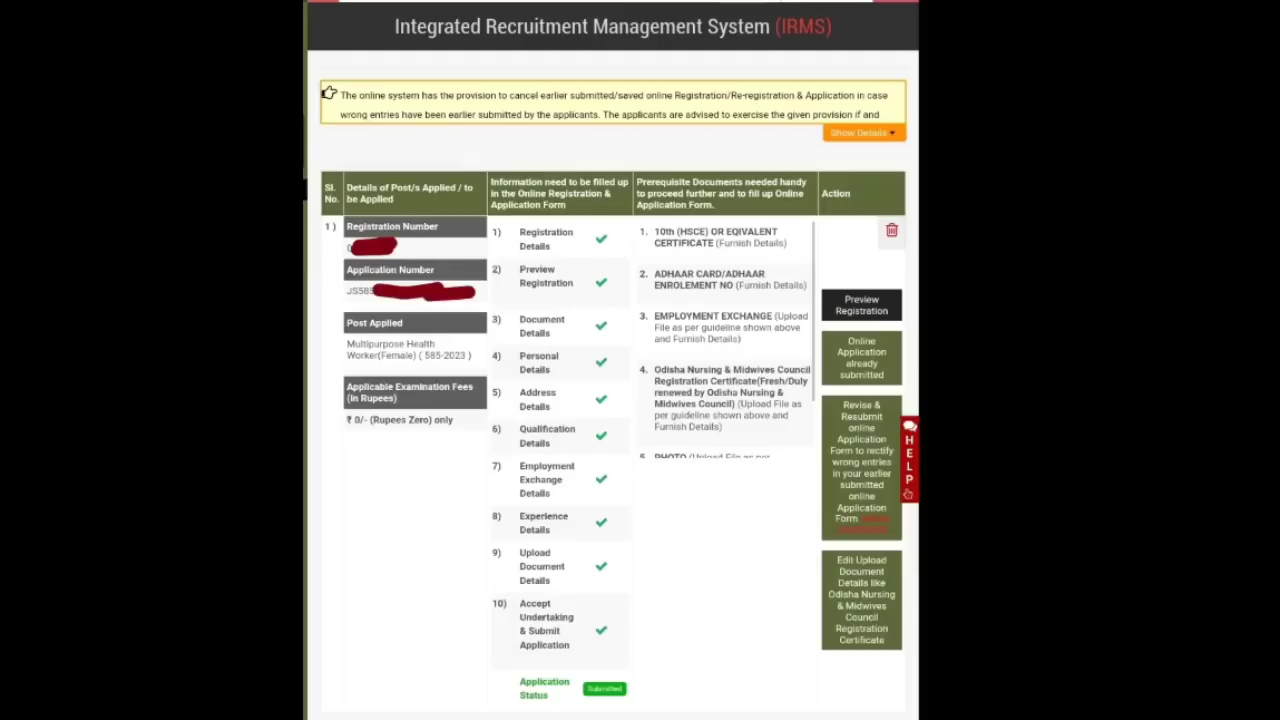 Integrated Recruitment Management System (IRMS)
The online system has the provision to cancel earlier submitted/saved online Registration/Re-registration & Application in case
wrong entries have been earlier submitted by the applicants. The applicants are advised to exercise the given provision if and
Show Details
Sl.
No.
Details of Post/s Applied / to
be Applied
Information need to be filled up
in the Online Registration &
Application Form
Prerequisite Documents needed handy
to proceed further and to fill up Online
Application Form.
Action
1 )
Registration Number
Application Number
JS585
Post Applied
Multipurpose Health
Worker(Female) ( 585-2023 )
Applicable Examination Fees
(In Rupees)
₹ 0/- (Rupees Zero) only
1) Registration
Details
2) Preview
Registration
3) Document
Details
4) Personal
Details
5) Address
Details
6) Qualification
Details
7) Employment
Exchange
Details
8) Experience
Details
9) Upload
Document
Details
10) Accept
Undertaking
& Submit
Application
Application
Status
Submitted
1. 10th (HSCE) OR EQIVALENT
CERTIFICATE (Furnish Details)
2. ADHAAR CARD/ADHAAR
ENROLEMENT NO (Furnish Details)
3. EMPLOYMENT EXCHANGE (Upload
File as per guideline shown above
and Furnish Details)
4. Odisha Nursing & Midwives Council
Registration Certificate(Fresh/Duly
renewed by Odisha Nursing &
Midwives Council) (Upload File as
per guideline shown above and
Furnish Details)
5. PHOTO (Upload File as per
Preview
Registration
Online
Application
already
submitted
Revise &
Resubmit
online
Application
Form to rectify
wrong entries
in your earlier
submitted
online
Application
Form
Edit Upload
Document
Details like
Odisha Nursing
& Midwives
Council
Registration
Certificate
HELP